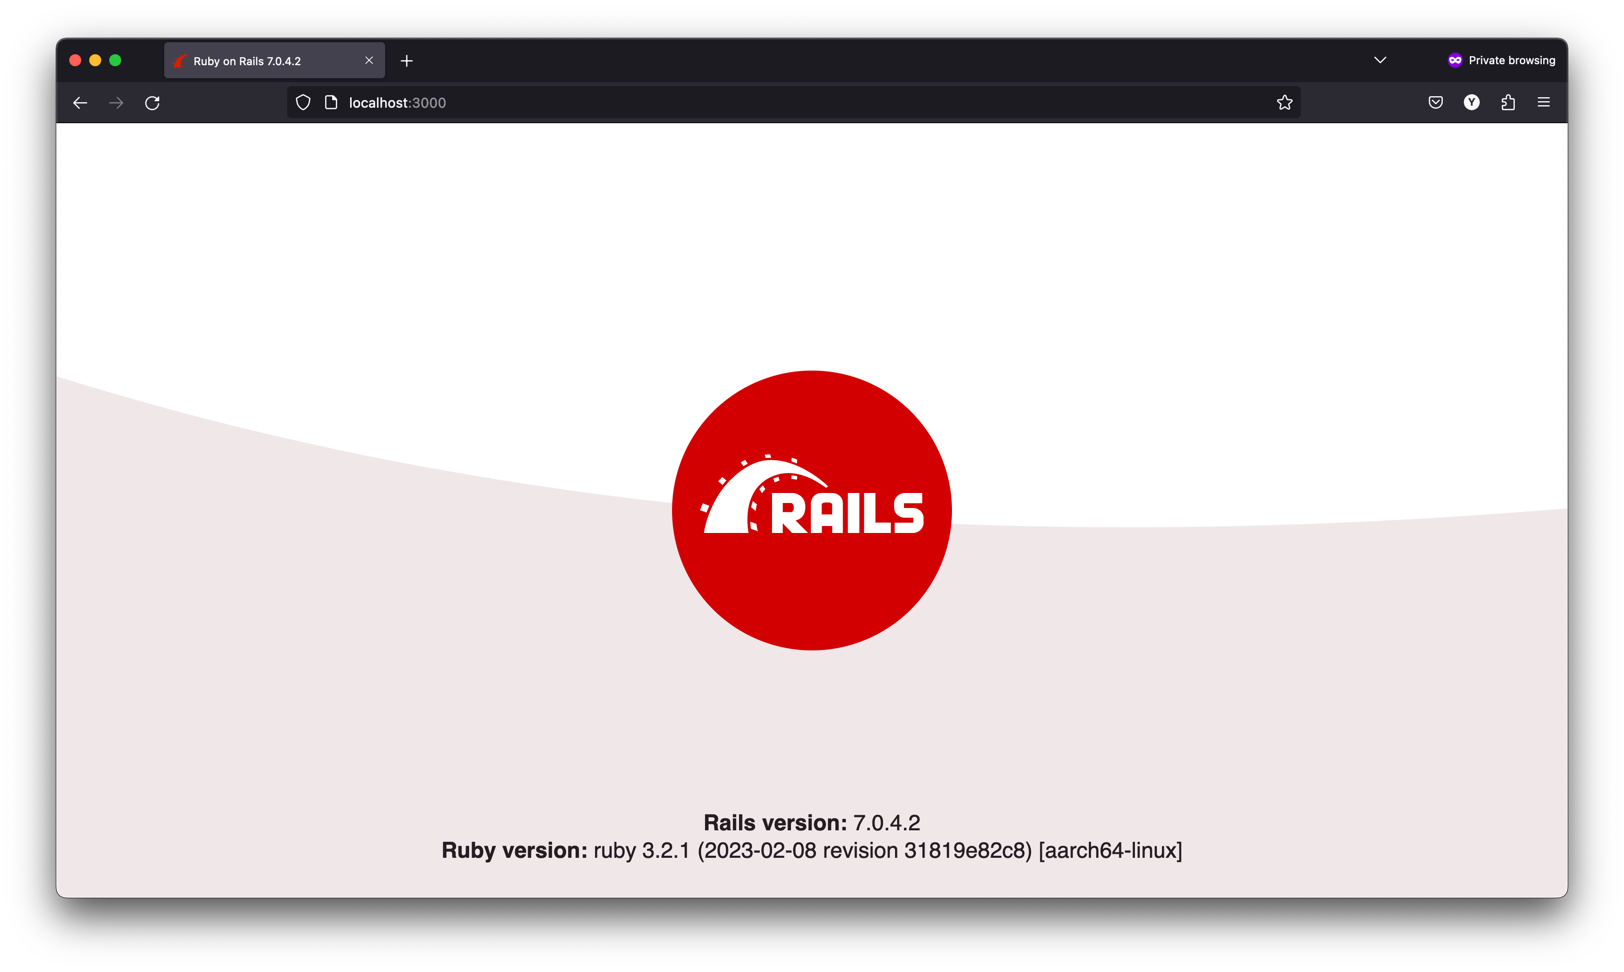 Ruby on Rails 7.0.4.2
Private browsing
localhost:3000
Y
RAILS
Rails version: 7.0.4.2
Ruby version: ruby 3.2.1 (2023-02-08 revision 31819e82c8) [aarch64-linux]